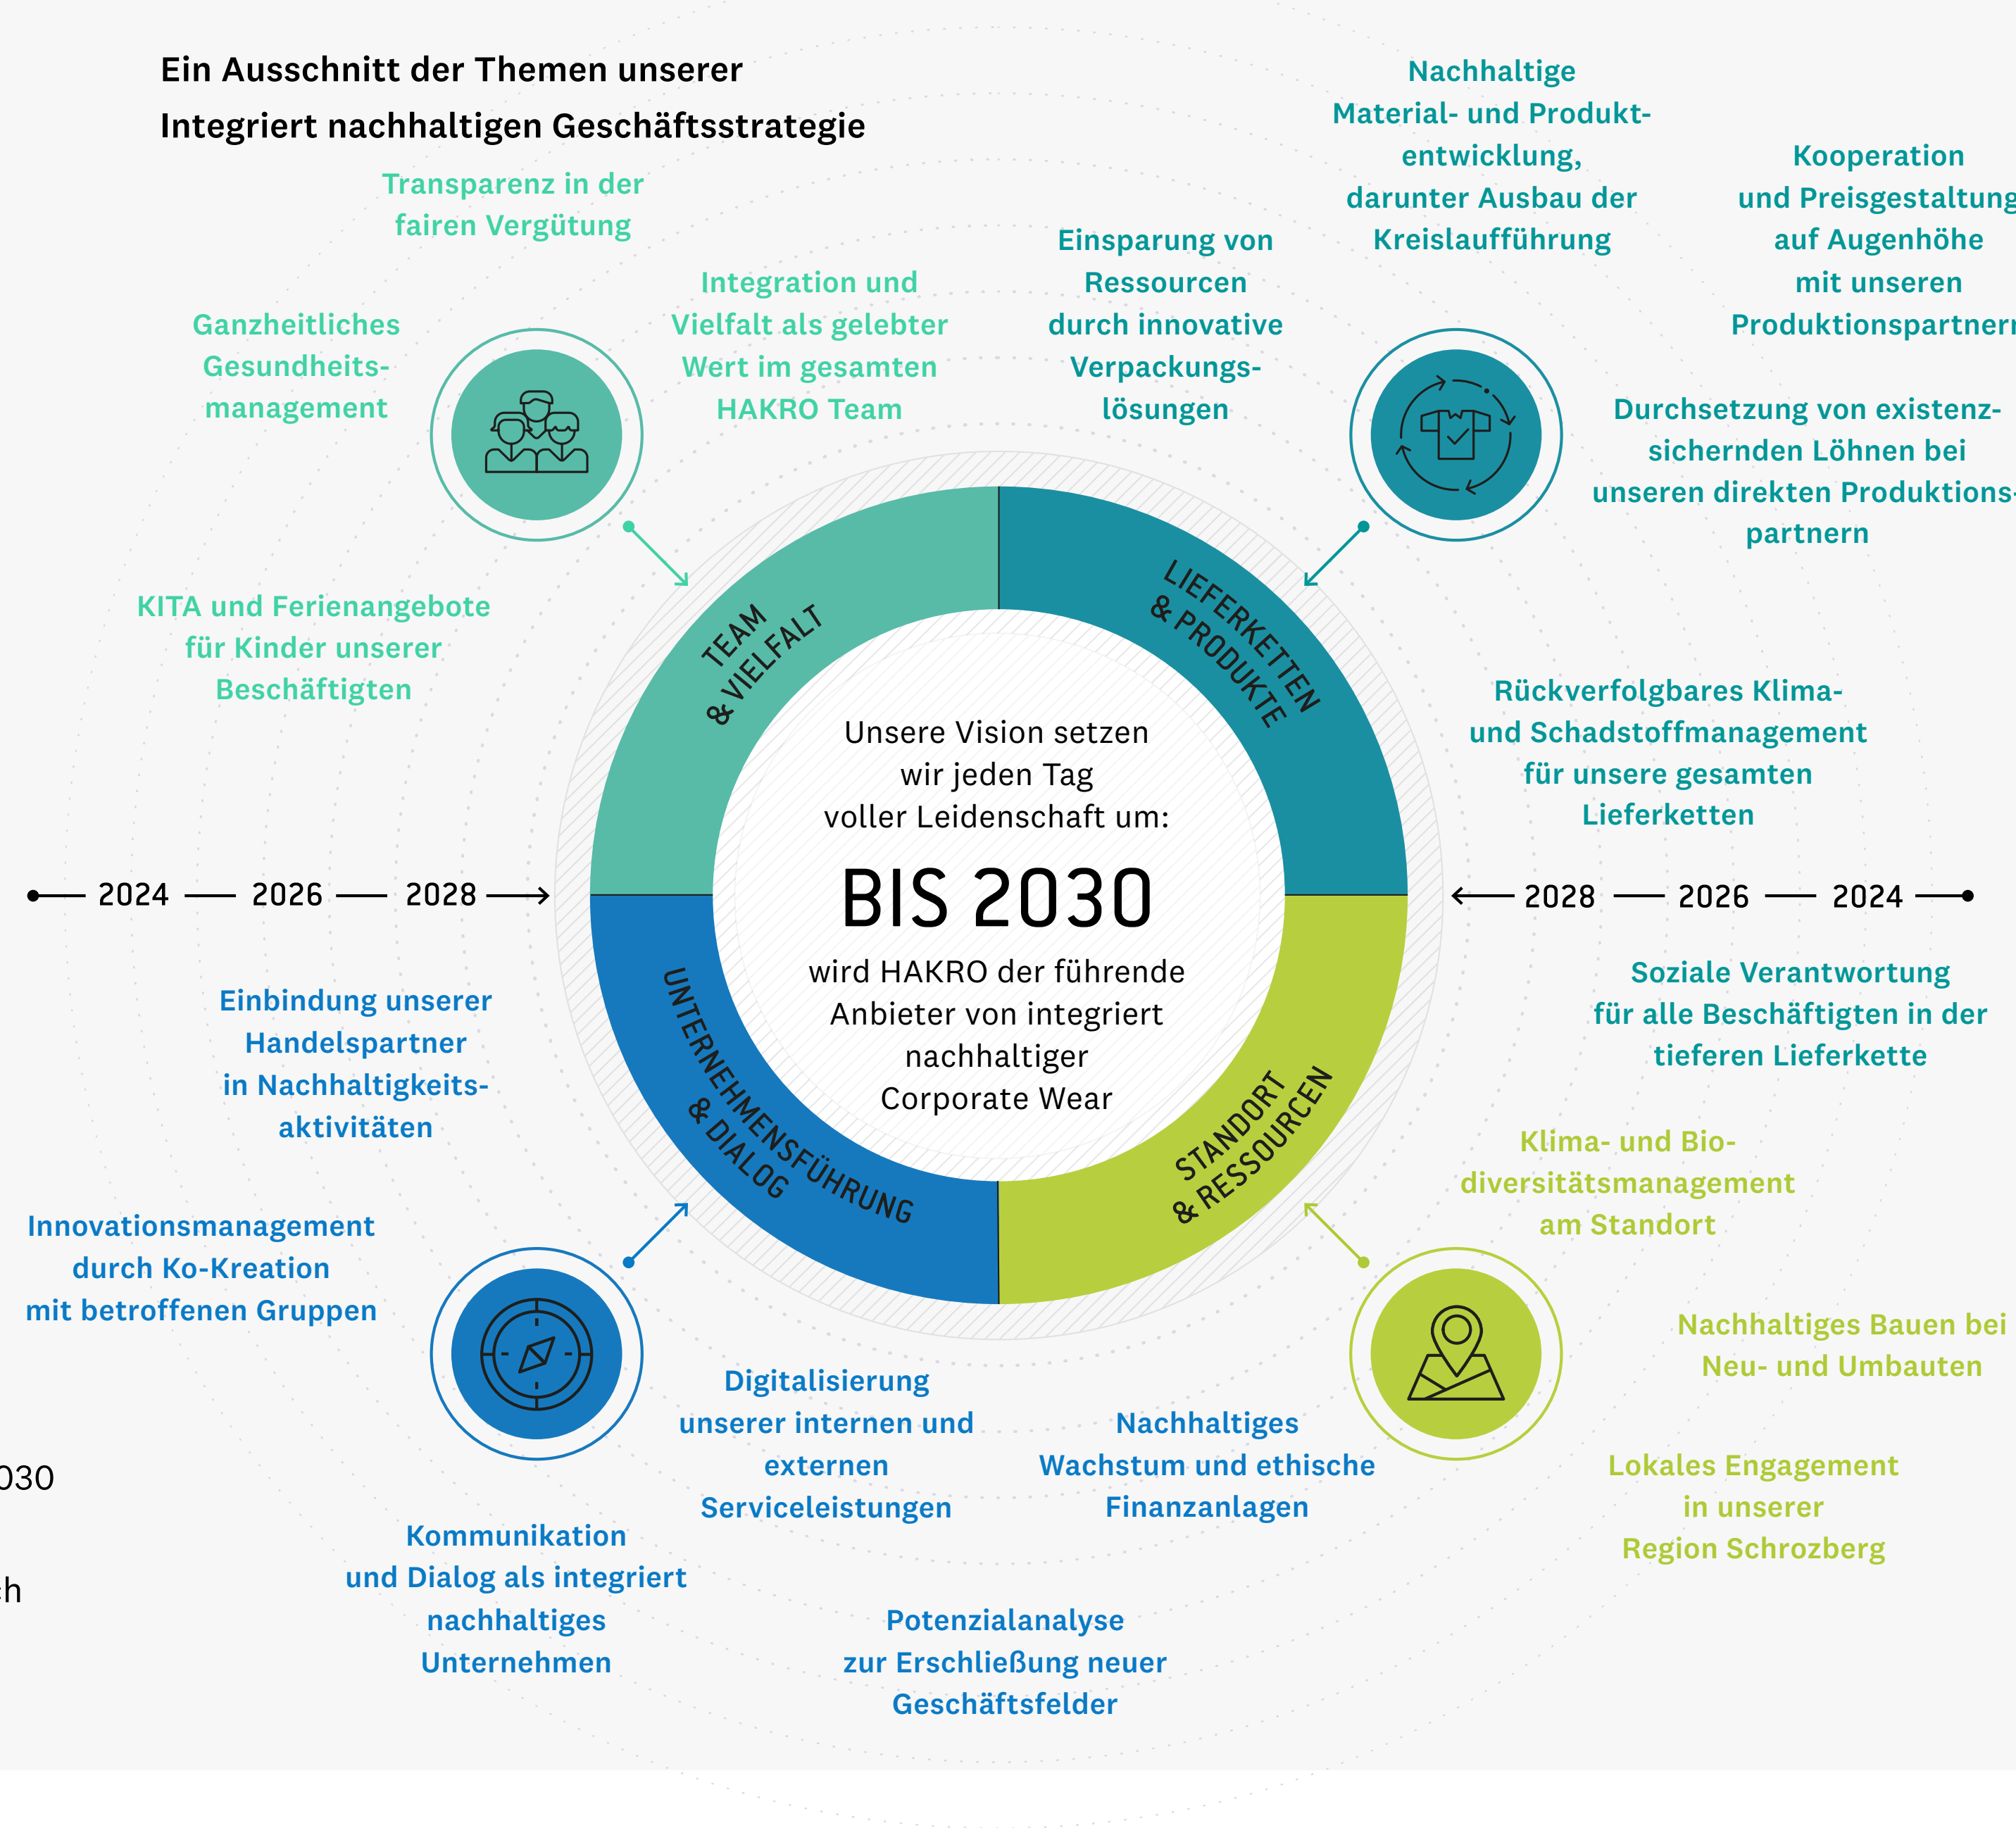 Ein Ausschnitt der Themen unserer
Integriert nachhaltigen Geschäftsstrategie
Transparenz in der
fairen Vergütung
Ganzheitliches
Gesundheits-
management
Integration und
Vielfalt als gelebter
Wert im gesamten
HAKRO Team
KITA und Ferienangebote
für Kinder unserer
Beschäftigten
Einsparung von
Ressourcen
durch innovative
Verpackungs-
lösungen
Nachhaltige
Material- und Produkt-
entwicklung,
darunter Ausbau der
Kreislaufführung
Kooperation
und Preisgestaltung
auf Augenhöhe
mit unseren
Produktionspartnern
Durchsetzung von existenz-
sichernden Löhnen bei
unseren direkten Produktions-
partnern
Rückverfolgbares Klima-
und Schadstoffmanagement
für unsere gesamten
Lieferketten
TEAM
& VIELFALT
LIEFERKETTEN
& PRODUKTE
Unsere Vision setzen
wir jeden Tag
voller Leidenschaft um:
BIS 2030
wird HAKRO der führende
Anbieter von integriert
nachhaltiger
Corporate Wear
2024 2026 2028
2028 2026 2024
UNTERNEHMENSFÜHRUNG
& DIALOG
STANDORT
& RESSOURCEN
Soziale Verantwortung
für alle Beschäftigten in der
tieferen Lieferkette
Einbindung unserer
Handelspartner
in Nachhaltigkeits-
aktivitäten
Innovationsmanagement
durch Ko-Kreation
mit betroffenen Gruppen
Klima- und Bio-
diversitätsmanagement
am Standort
Nachhaltiges Bauen bei
Neu- und Umbauten
Lokales Engagement
in unserer
Region Schrozberg
Digitalisierung
unserer internen und
externen
Serviceleistungen
Nachhaltiges
Wachstum und ethische
Finanzanlagen
Kommunikation
und Dialog als integriert
nachhaltiges
Unternehmen
Potenzialanalyse
zur Erschließung neuer
Geschäftsfelder
030